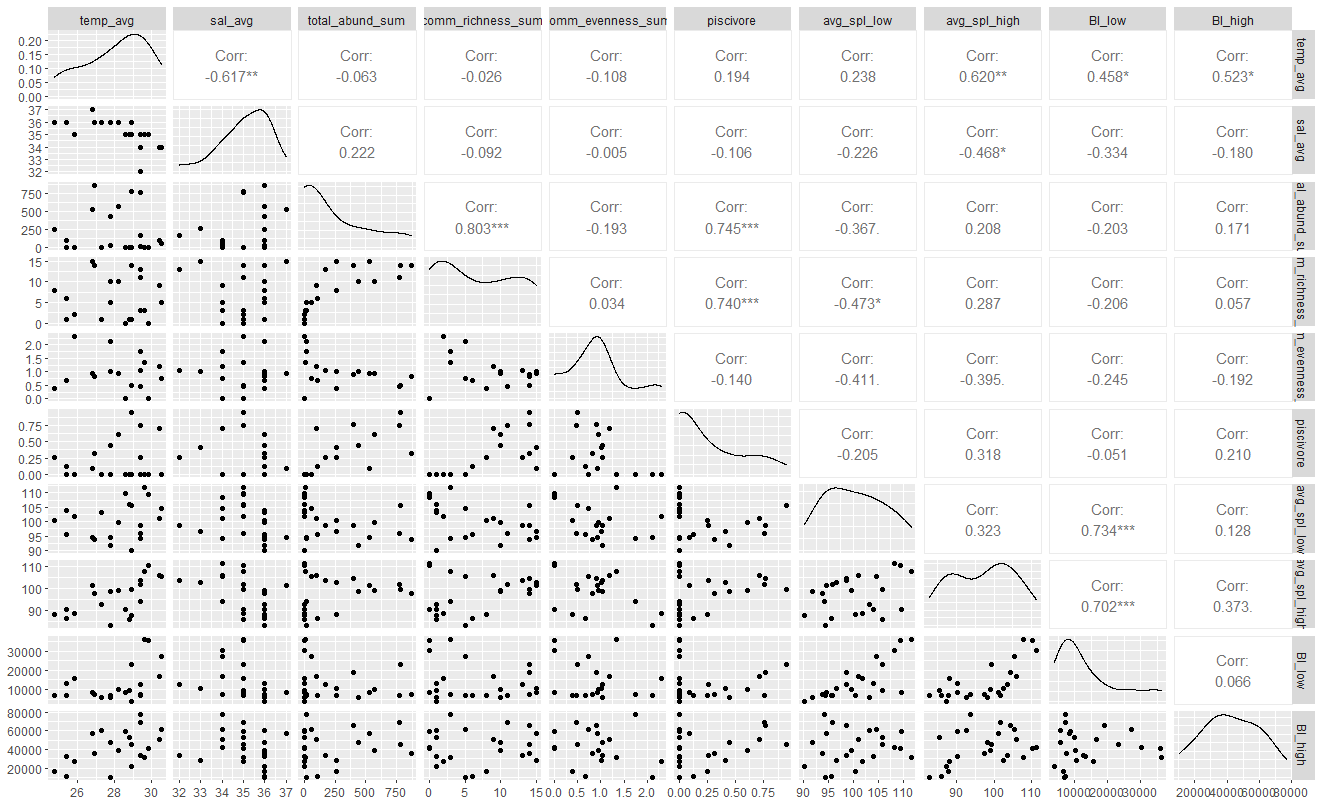 temp_avg sal_avg total_abund_sum comm_richness_sum omm_evenness_sum piscivore avg_spl_low avg_spl_high BI_low BI_high
0.20 0.15 0.10 0.05 0.00
Corr: Corr: Corr: Corr: Corr: Corr: Corr: Corr: Corr:
-0.617** -0.063 -0.026 -0.108 0.194 0.238 0.620** 0.458* 0.523*
temp_avg
37 36 35 34 33 32
Corr: Corr: Corr: Corr: Corr: Corr: Corr: Corr:
0.222 -0.092 -0.005 -0.106 -0.226 -0.468* -0.334 -0.180
sal_avg
750 500 250 0
Corr: Corr: Corr: Corr: Corr: Corr: Corr:
0.803*** -0.193 0.745*** -0.367. 0.208 -0.203 0.171
al_abund_su
15 10 5 0
Corr: Corr: Corr: Corr: Corr: Corr:
0.034 0.740*** -0.473* 0.287 -0.206 0.057
m_richness_
2.0 1.5 1.0 0.5 0.0
Corr: Corr: Corr: Corr: Corr:
-0.140 -0.411. -0.395. -0.245 -0.192
m_evenness_
0.75 0.50 0.25 0.00
Corr: Corr: Corr: Corr:
-0.205 0.318 -0.051 0.210
piscivore
110 105 100 95 90
Corr: Corr: Corr:
0.323 0.734*** 0.128
avg_spl_low
110 100 90
Corr: Corr:
0.702*** 0.373.
avg_spl_high
30000 20000 10000
Corr:
0.066
BI_low
80000 60000 40000 20000
BI_high
26 28 30 32 33 34 35 36 37 0 250 500 750 0 5 10 15 0.0 0.5 1.0 1.5 2.0 0.00 0.25 0.50 0.75 90 95 100 105 110 90 100 110 10000 20000 30000 20000 40000 60000 80000